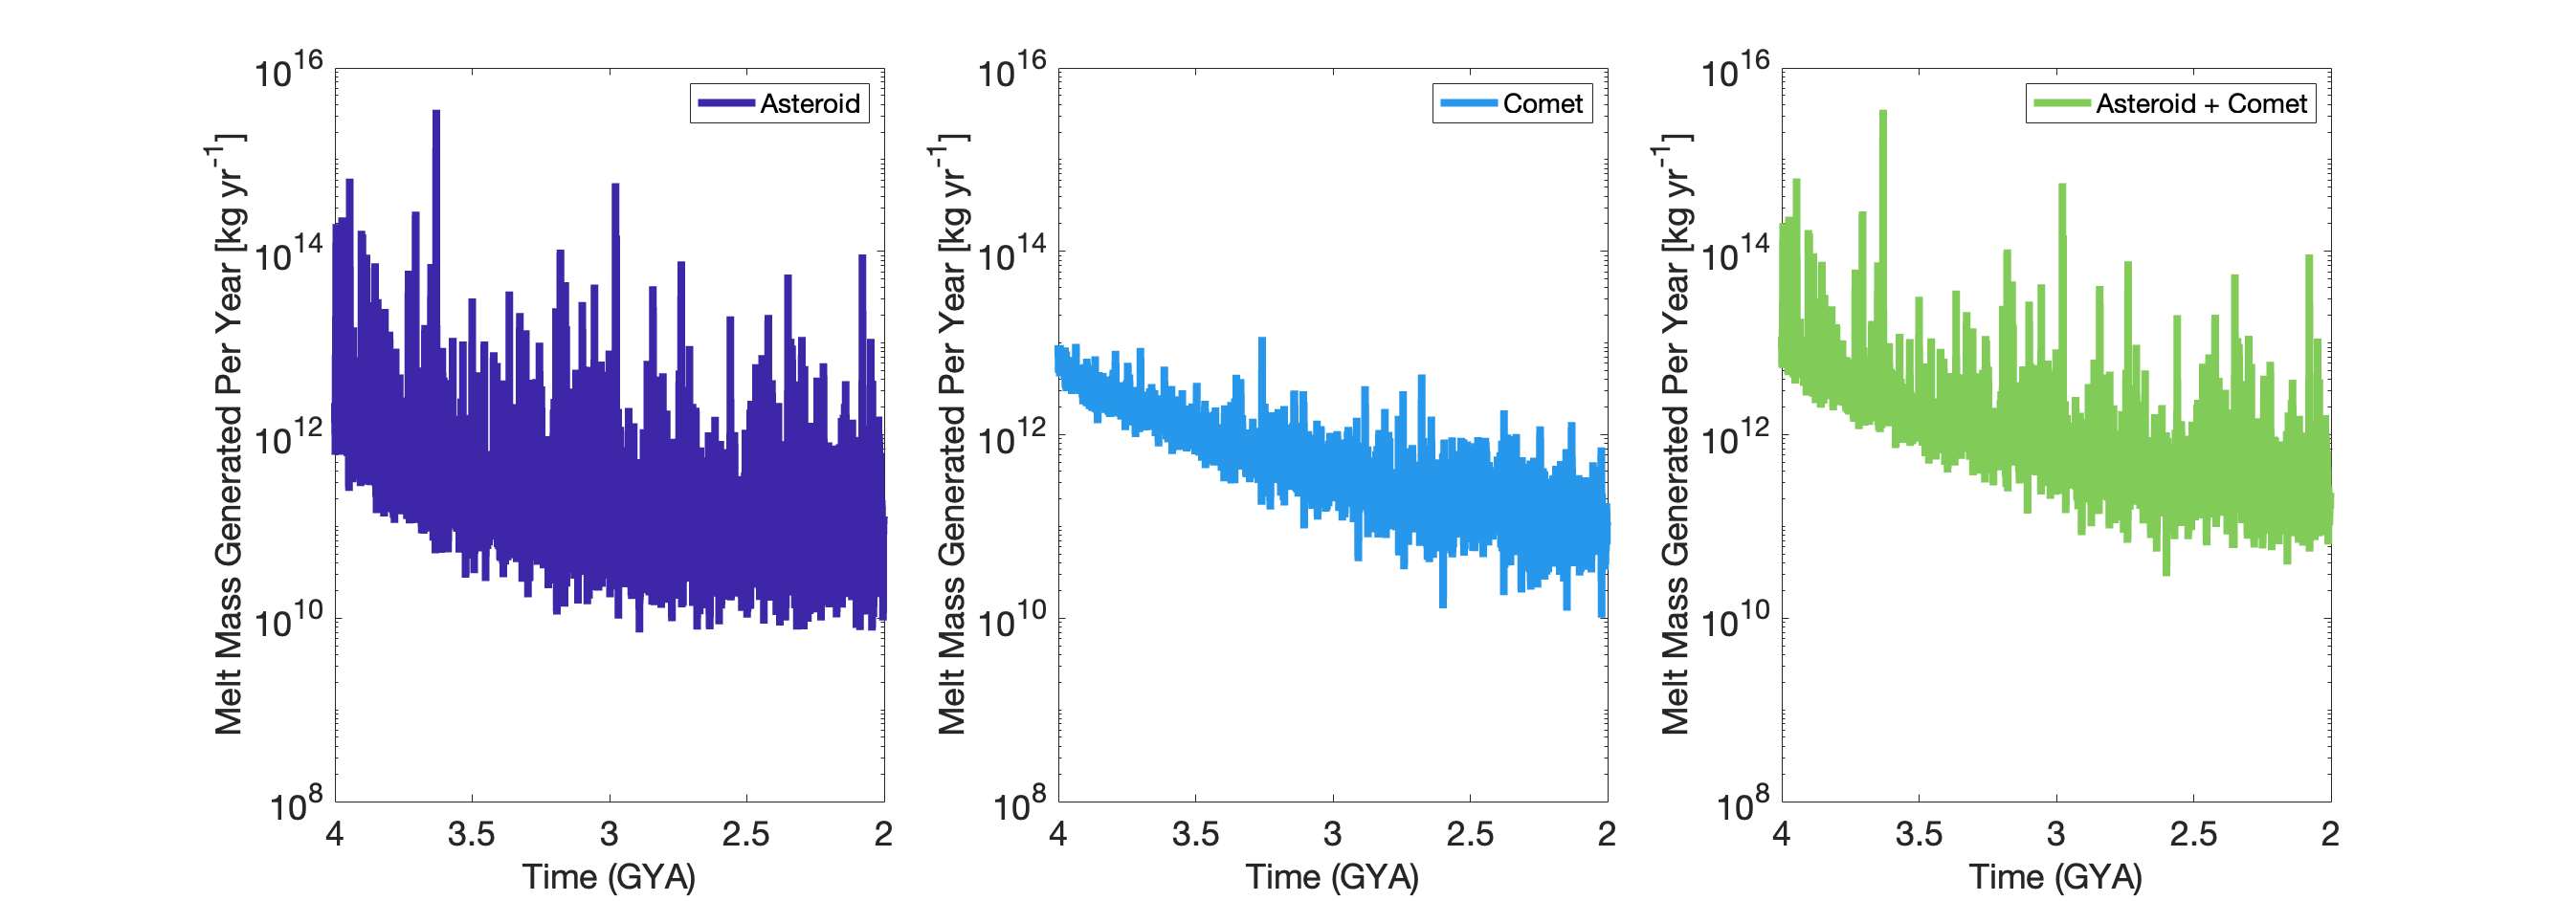 Melt Mass Generated Per Year [kg yr-1]
10^16
10^14
10^12
10^10
10^8
Asteroid
4 3.5 3 2.5 2
Time (GYA)
Melt Mass Generated Per Year [kg yr-1]
10^16
10^14
10^12
10^10
10^8
Comet
4 3.5 3 2.5 2
Time (GYA)
Melt Mass Generated Per Year [kg yr-1]
10^16
10^14
10^12
10^10
10^8
Asteroid + Comet
4 3.5 3 2.5 2
Time (GYA)